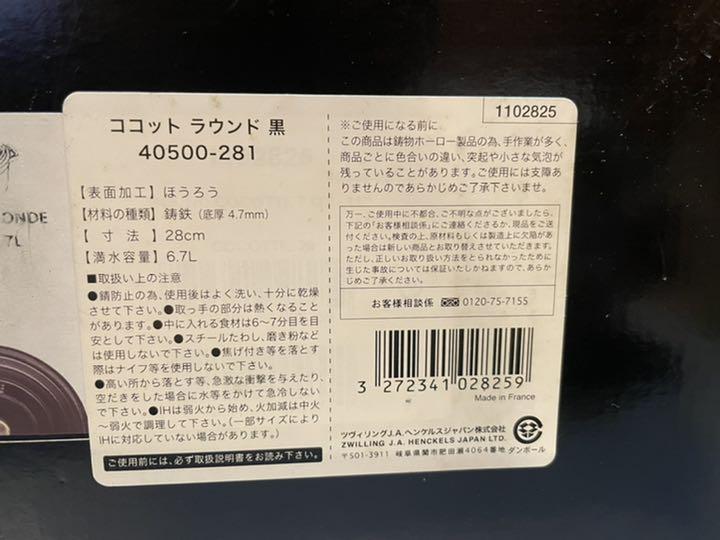 ONDE
7L
ココット ラウンド 黒
40500-281
【表面加工】ほうろう
【材料の種類】鋳鉄（底厚 4.7mm）
【 寸 法 】28cm
【満水容量】6.7L
■取扱い上の注意
●錆防止の為、使用後はよく洗い、十分に乾燥
させて下さい。●取っ手の部分は熱くなること
があります。●中に入れる食材は6〜7分目を目
安として下さい。●スチールたわし、磨き粉など
は使用しないで下さい。●焦げ付き等を落とす
際はナイフ等を使用しないで下さい。
●高い所から落とす等、急激な衝撃を与えたり、
空だきをした場合に水等をかけて急冷しない
で下さい。●IHは弱火から始め、火加減は中火
〜弱火で調理して下さい。（一部サイズにより
IHに対応していない場合があります。）
ご使用前には、必ず取扱説明書をお読み下さい。
1102825
※ご使用になる前に
この商品は鋳物ホーロー製品の為、手作業が多く、
商品ごとに色合いの違い、突起や小さな気泡が
残っていることがあります。ご使用には支障あ
りませんのであらかじめご了承下さいませ。
万一、ご使用中に不都合、ご不明な点がございましたら、
下記の「お客様相談係」にご連絡くださるか、現品をご送
付ください。検査の上、原材料もしくは製造上に欠陥があ
った場合は新しい商品とお取り替えさせていただきます。
ただし、正しいお取り扱い方法をとられなかったために
生じた事故については保証いたしかねますので、あらか
じめご了承ください。
お客様相談係 0120-75-7155
3 272341 028259
Made in France
ツヴィリングJ.A.ヘンケルスジャパン株式会社
ZWILLING J.A. HENCKELS JAPAN LTD.
〒501-3911 岐阜県関市肥田瀬4064番地 ダンボール